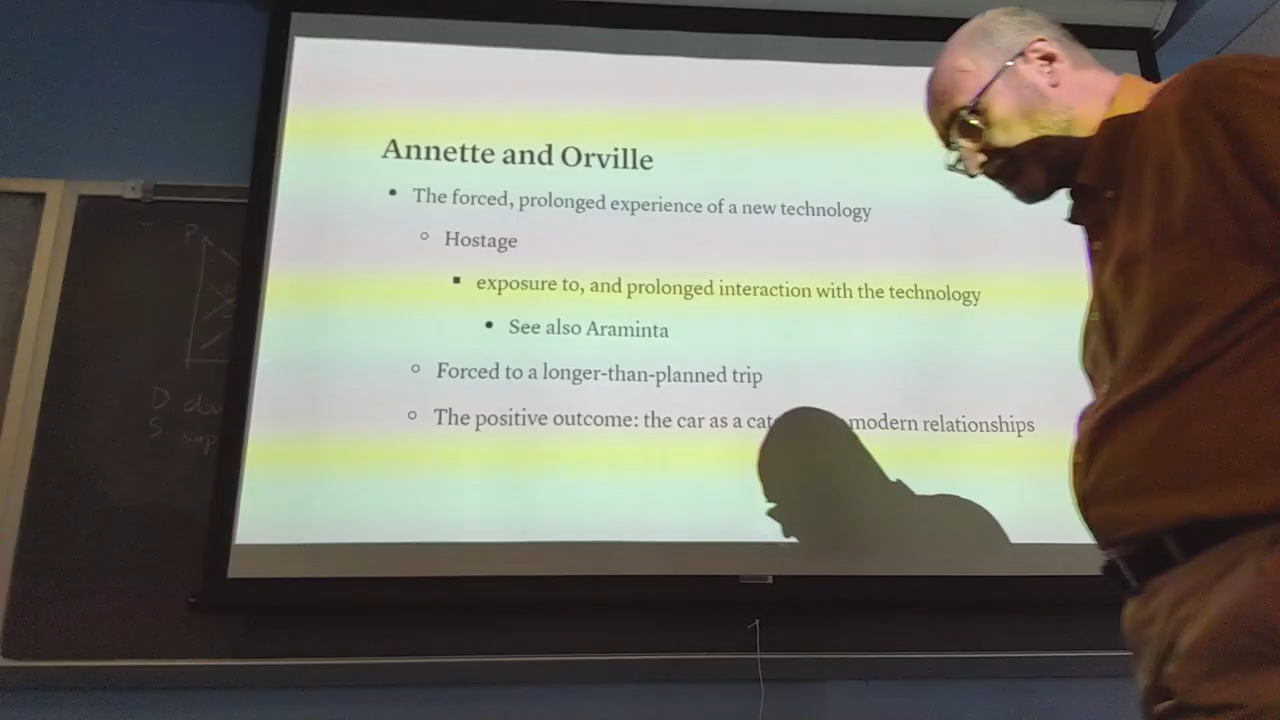 Annette and Orville
• The forced, prolonged experience of a new technology
○ Hostage
▪ exposure to, and prolonged interaction with the technology
• See also Araminta
○ Forced to a longer-than-planned trip
○ The positive outcome: the car as a modern relationships
P
D
S